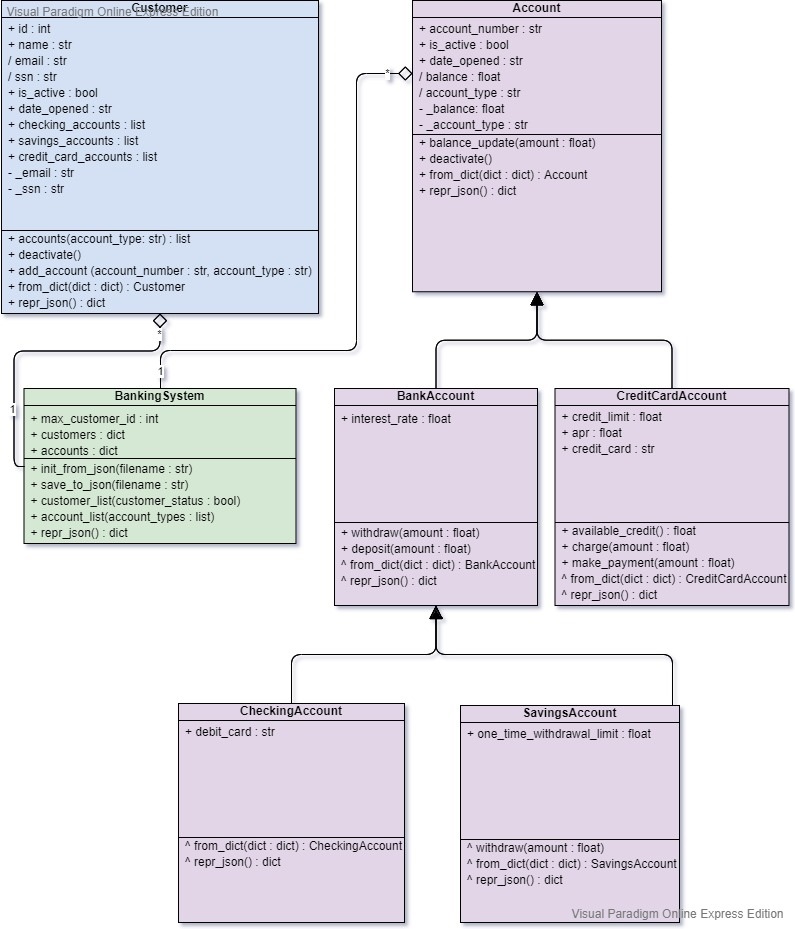 Visual Paradigm Online Express Edition
Customer
+ id : int
+ name : str
/ email : str
/ ssn : str
+ is_active : bool
+ date_opened : str
+ checking_accounts : list
+ savings_accounts : list
+ credit_card_accounts : list
- _email : str
- _ssn : str
+ accounts(account_type: str) : list
+ deactivate()
+ add_account (account_number : str, account_type : str)
+ from_dict(dict : dict) : Customer
+ repr_json() : dict
Account
+ account_number : str
+ is_active : bool
+ date_opened : str
/ balance : float
/ account_type : str
- _balance: float
- _account_type : str
+ balance_update(amount : float)
+ deactivate()
+ from_dict(dict : dict) : Account
+ repr_json() : dict
*
*
1
1
BankingSystem
+ max_customer_id : int
+ customers : dict
+ accounts : dict
+ init_from_json(filename : str)
+ save_to_json(filename : str)
+ customer_list(customer_status : bool)
+ account_list(account_types : list)
+ repr_json() : dict
BankAccount
+ interest_rate : float
+ withdraw(amount : float)
+ deposit(amount : float)
^ from_dict(dict : dict) : BankAccount
^ repr_json() : dict
CreditCardAccount
+ credit_limit : float
+ apr : float
+ credit_card : str
+ available_credit() : float
+ charge(amount : float)
+ make_payment(amount : float)
^ from_dict(dict : dict) : CreditCardAccount
^ repr_json() : dict
CheckingAccount
+ debit_card : str
^ from_dict(dict : dict) : CheckingAccount
^ repr_json() : dict
SavingsAccount
+ one_time_withdrawal_limit : float
^ withdraw(amount : float)
^ from_dict(dict : dict) : SavingsAccount
^ repr_json() : dict
Visual Paradigm Online Express Edition